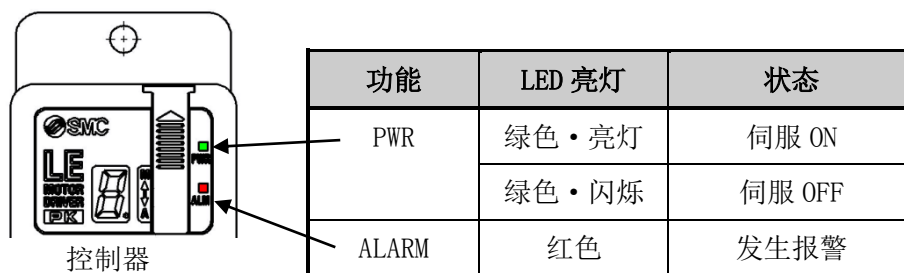 功能 LED 亮灯 状态
PWR 绿色·亮灯 伺服 ON
绿色·闪烁 伺服 OFF
ALARM 红色 发生报警
SMC
LE
MOTOR
DRIVER
PK
8.
PWR
ALM
A
控制器